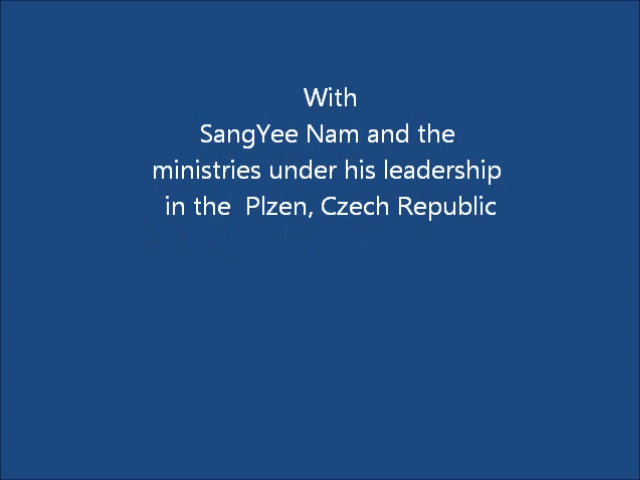 With
SangYee Nam and the
ministries under his leadership
in the  Plzen, Czech Republic